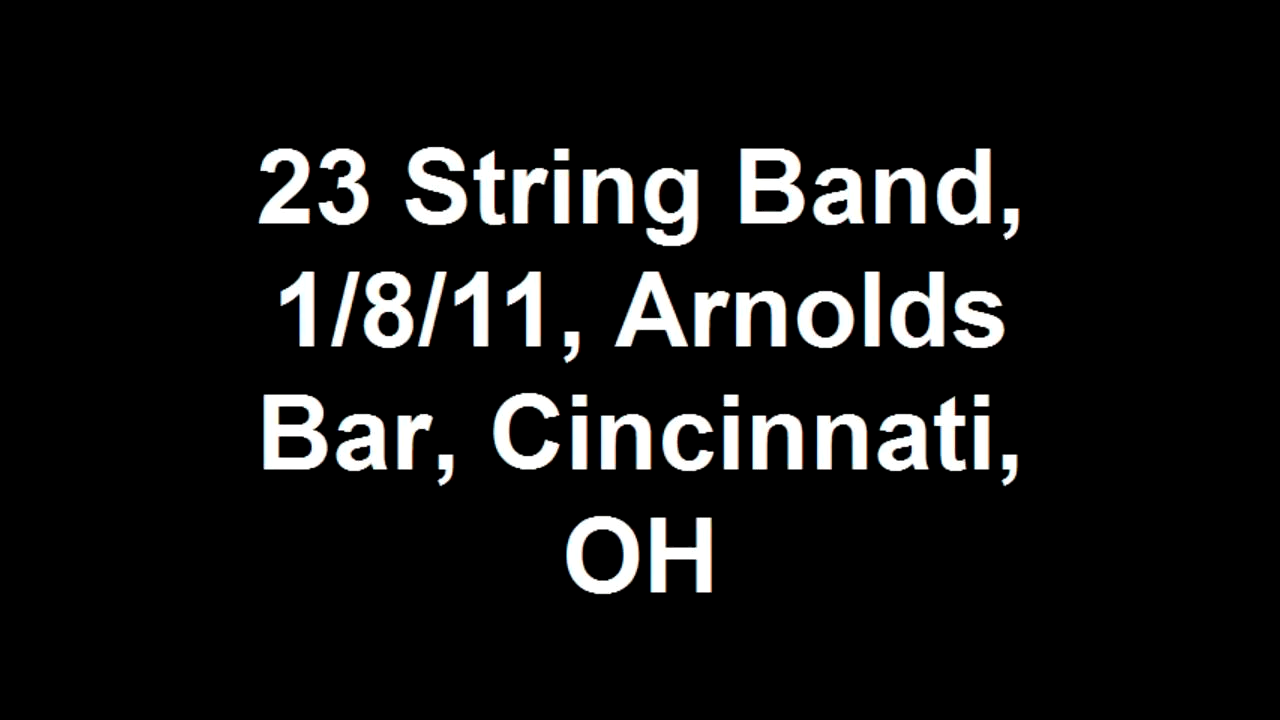 23 String Band,
1/8/11, Arnolds
Bar, Cincinnati,
OH